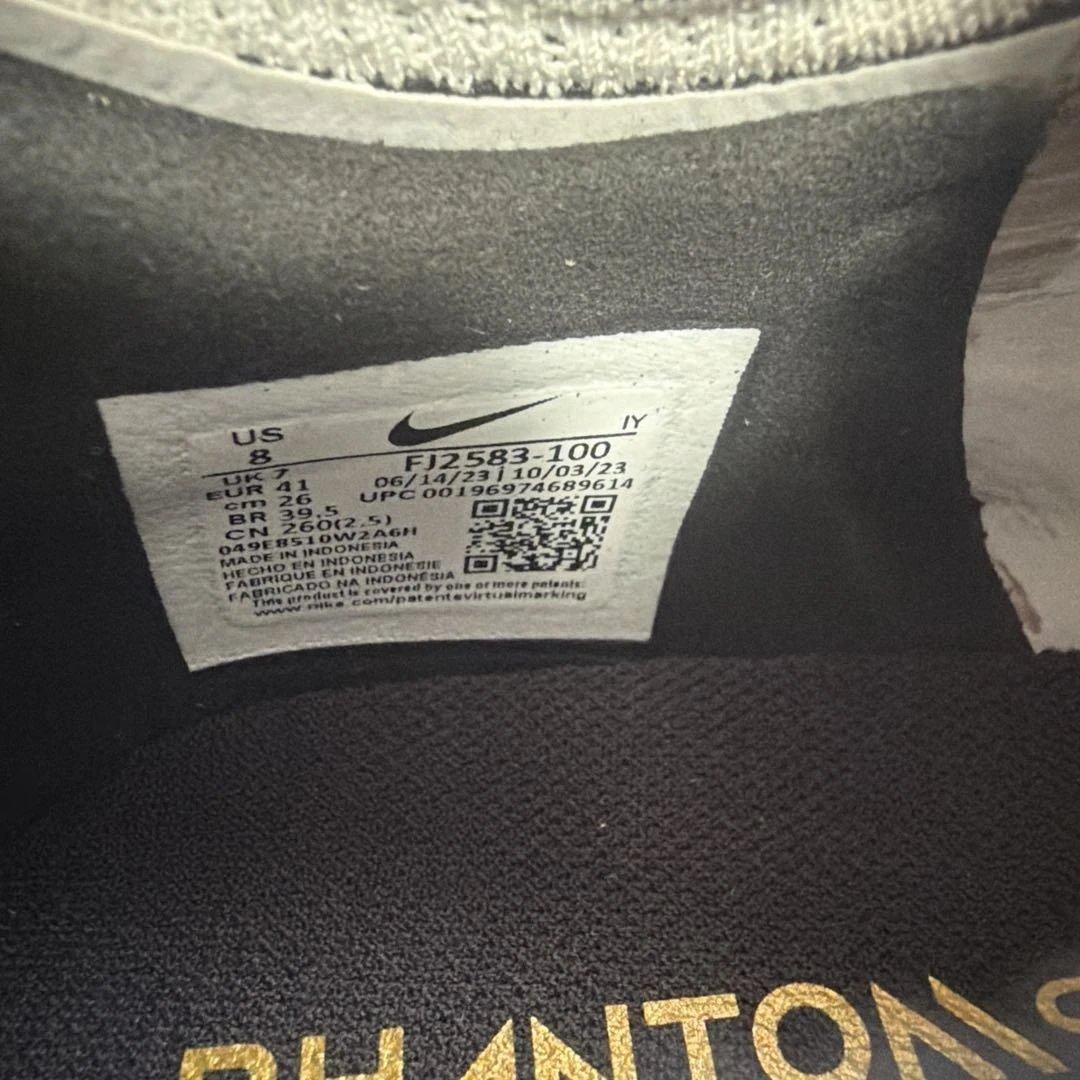 US
8
IY
FJ2583-100
UK 7
06/14/23 | 10/03/23
EUR 41
UPC 00196974689614
cm 26
BR 39.5
CN 260(2.5)
049E8510W2A6H
MADE IN INDONESIA
HECHO EN INDONESIA
FABRIQUE EN INDONESIE
FABRICADO NA INDONÉSIA
This product is covered by one or more patents:
www.nike.com/patentsvirtualmarking
PHANTOM